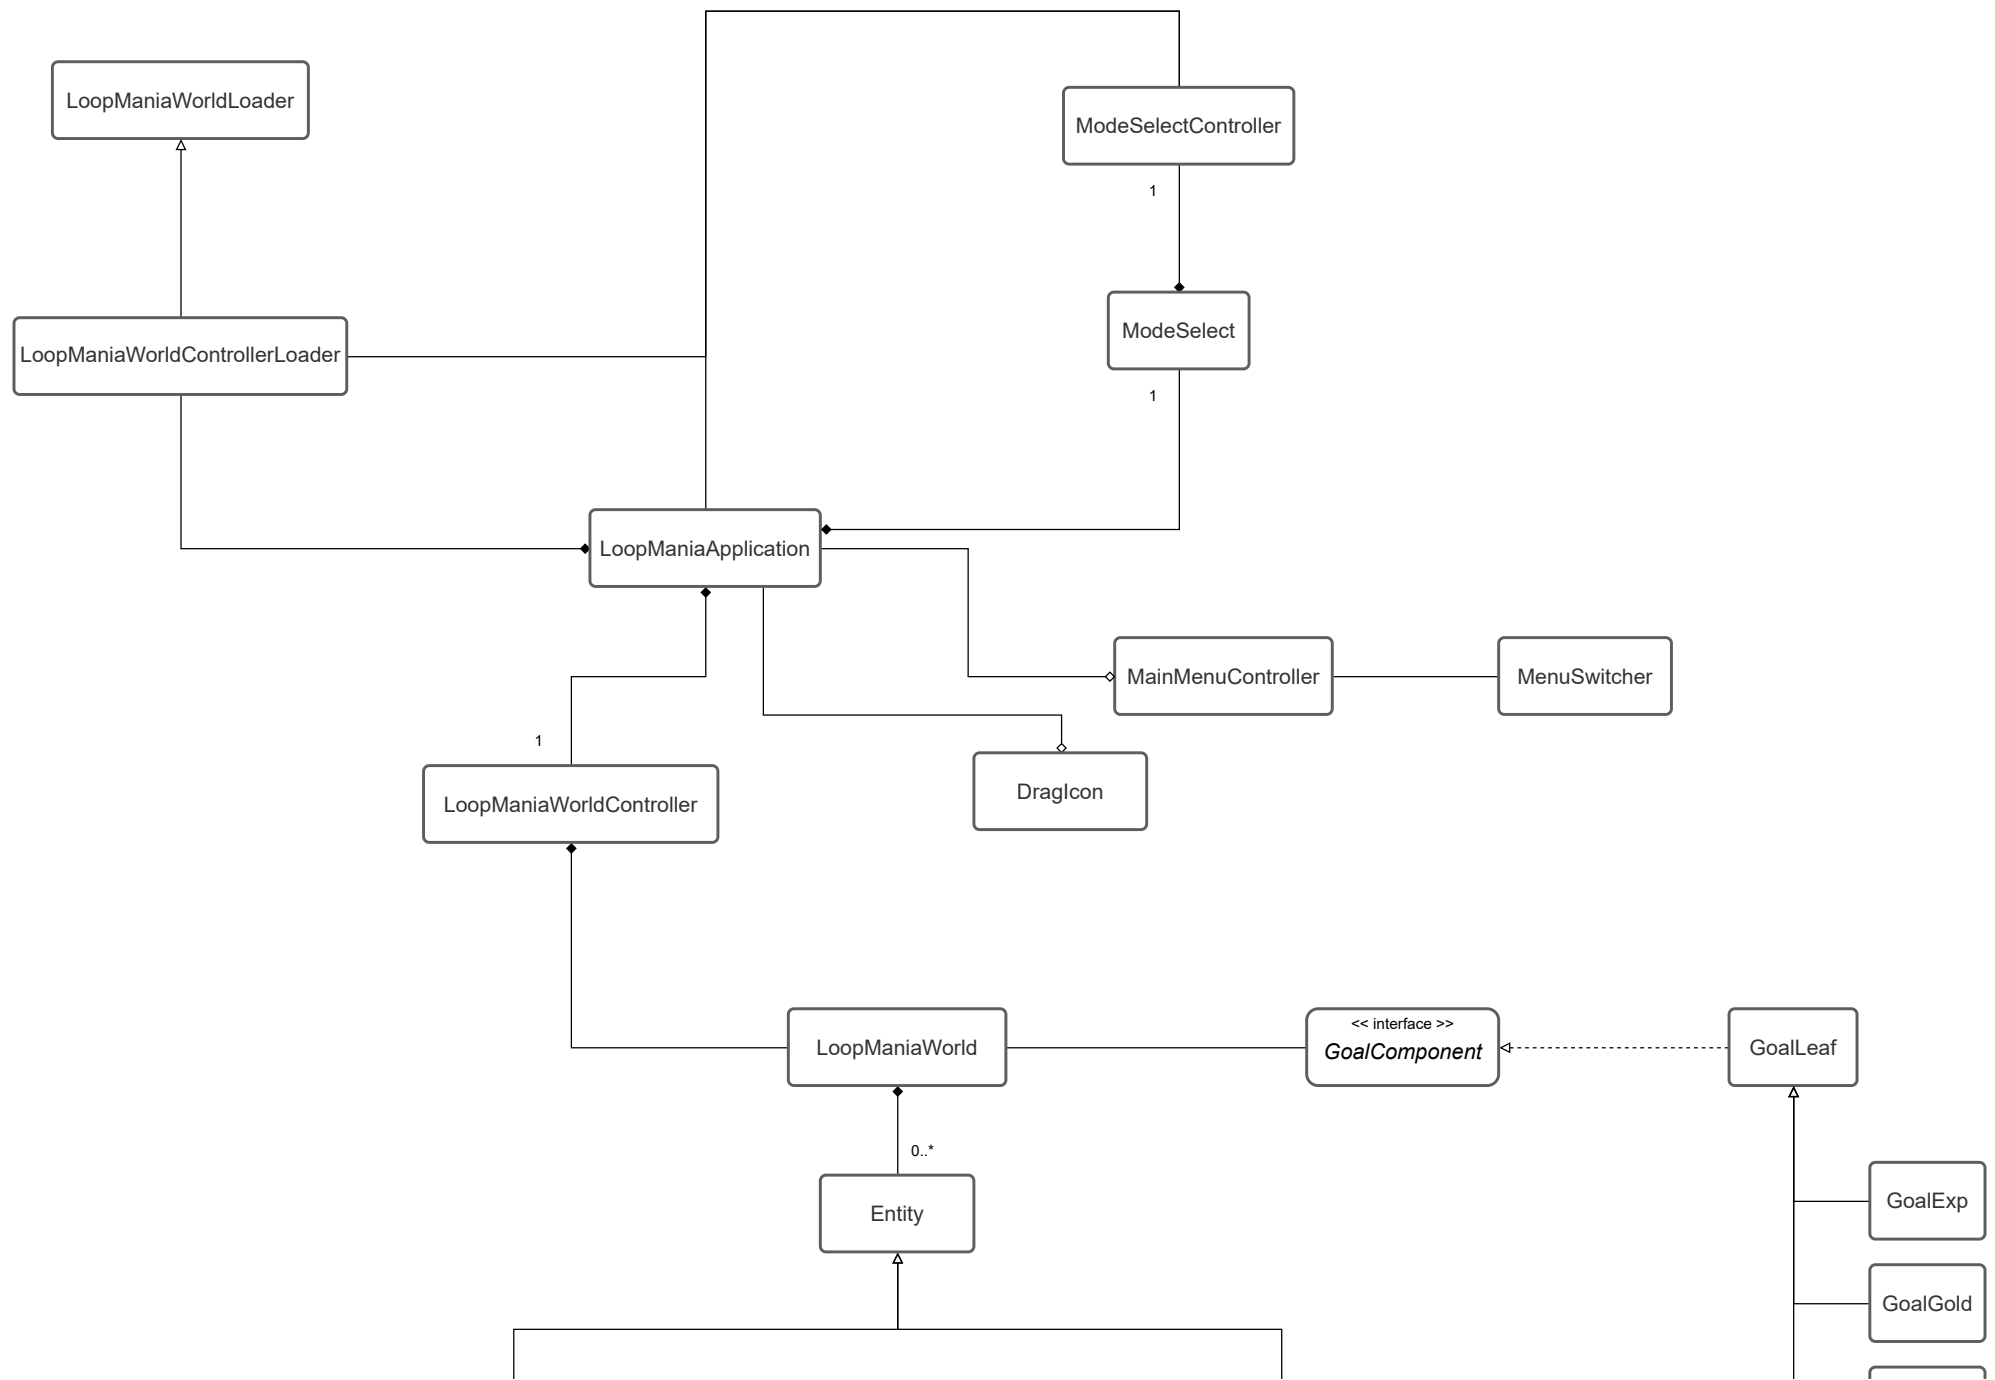 LoopManiaWorldLoader
ModeSelectController
1
LoopManiaWorldControllerLoader
ModeSelect
1
LoopManiaApplication
MainMenuController
MenuSwitcher
1
DragIcon
LoopManiaWorldController
LoopManiaWorld
<< interface >>
GoalComponent
GoalLeaf
0..*
Entity
GoalExp
GoalGold